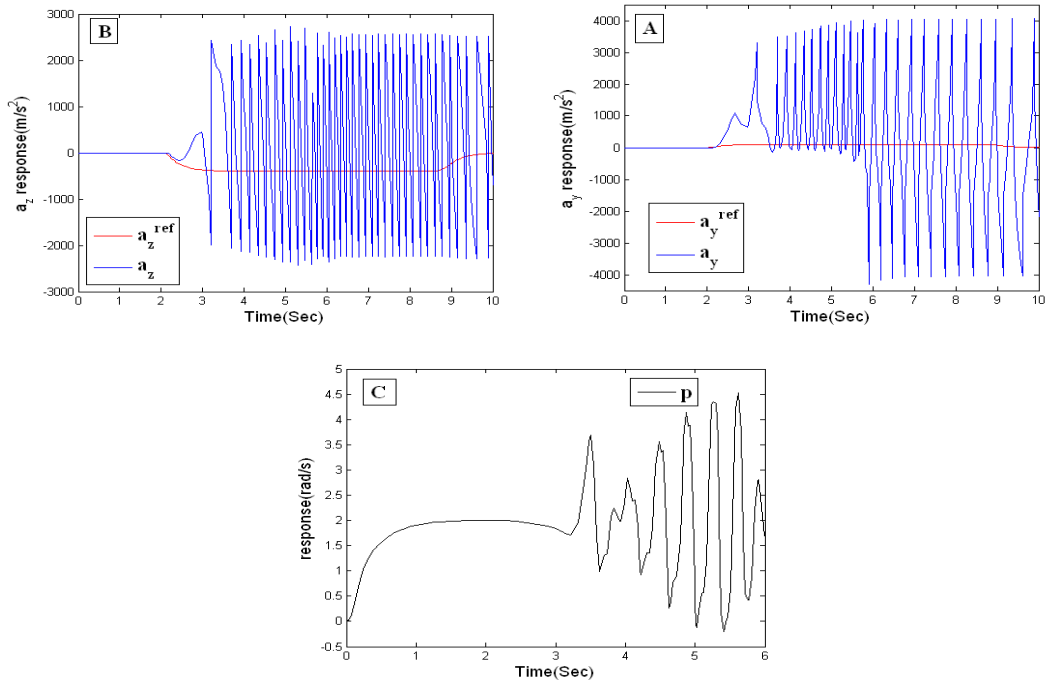 B
3000
2000
1000
0
-1000
-2000
-3000
a_z response(m/s²)
a_z^ref
a_z
0 1 2 3 4 5 6 7 8 9 10
Time(Sec)
A
4000
3000
2000
1000
0
-1000
-2000
-3000
-4000
a_y response(m/s²)
a_y^ref
a_y
0 1 2 3 4 5 6 7 8 9 10
Time(Sec)
C
p
5
4.5
4
3.5
3
2.5
2
1.5
1
0.5
0
-0.5
response(rad/s)
0 1 2 3 4 5 6
Time(Sec)